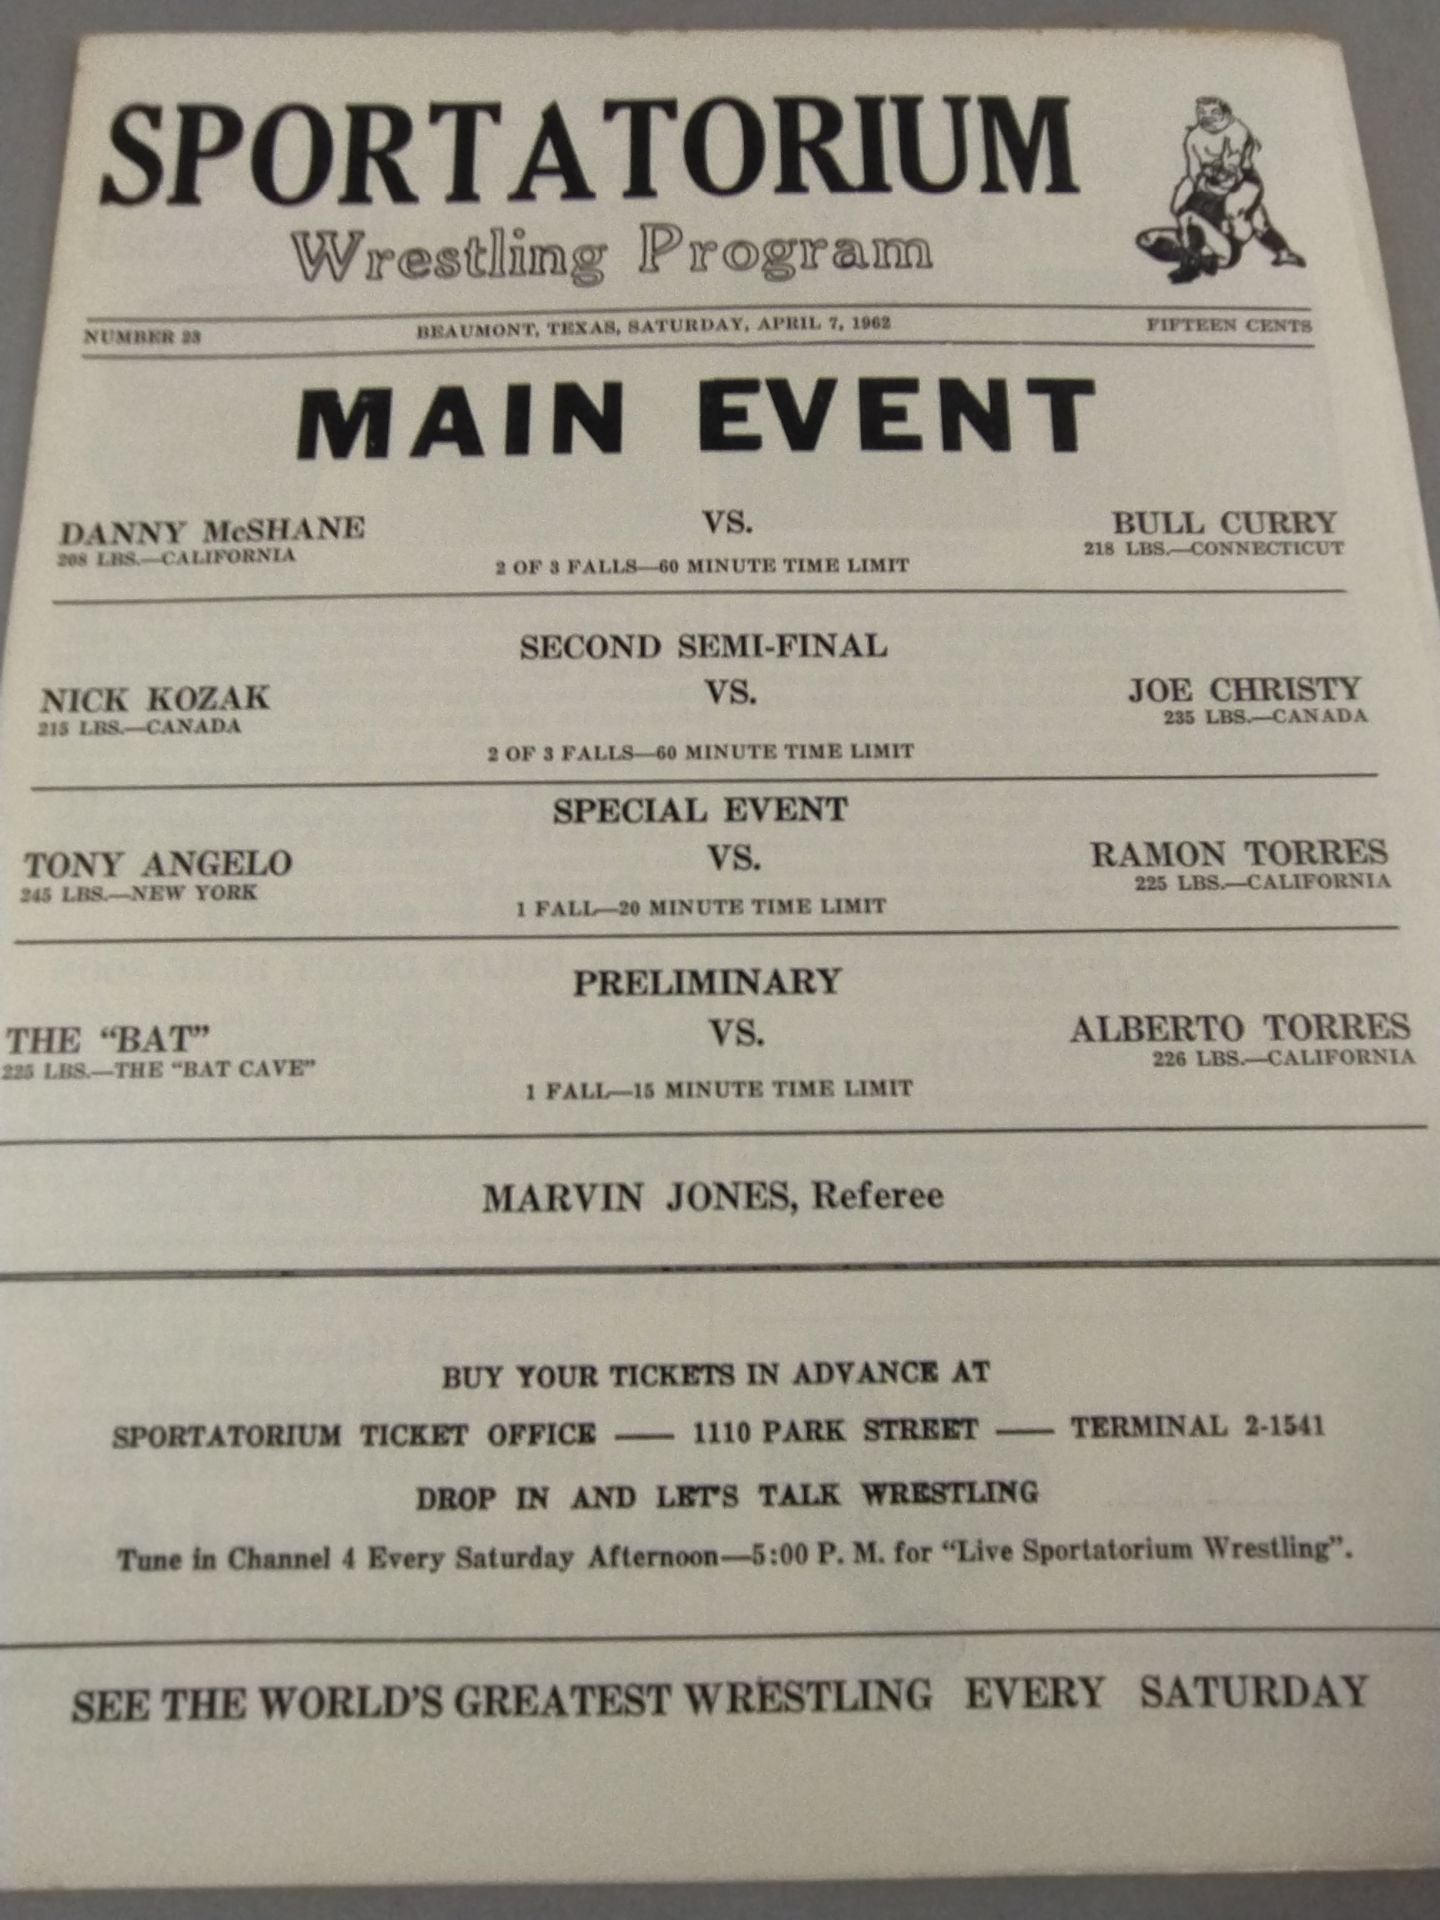 SPORTATORIUM
Wrestling Program
NUMBER 23 BEAUMONT, TEXAS, SATURDAY, APRIL 7, 1962 FIFTEEN CENTS
MAIN EVENT
DANNY McSHANE VS. BULL CURRY
208 LBS.—CALIFORNIA 218 LBS.—CONNECTICUT
2 OF 3 FALLS—60 MINUTE TIME LIMIT
SECOND SEMI-FINAL
NICK KOZAK VS. JOE CHRISTY
215 LBS.—CANADA 235 LBS.—CANADA
2 OF 3 FALLS—60 MINUTE TIME LIMIT
SPECIAL EVENT
TONY ANGELO VS. RAMON TORRES
245 LBS.—NEW YORK 225 LBS.—CALIFORNIA
1 FALL—20 MINUTE TIME LIMIT
PRELIMINARY
THE “BAT” VS. ALBERTO TORRES
225 LBS.—THE “BAT CAVE” 226 LBS.—CALIFORNIA
1 FALL—15 MINUTE TIME LIMIT
MARVIN JONES, Referee
BUY YOUR TICKETS IN ADVANCE AT
SPORTATORIUM TICKET OFFICE — 1110 PARK STREET — TERMINAL 2-1541
DROP IN AND LET'S TALK WRESTLING
Tune in Channel 4 Every Saturday Afternoon—5:00 P. M. for “Live Sportatorium Wrestling”.
SEE THE WORLD'S GREATEST WRESTLING EVERY SATURDAY